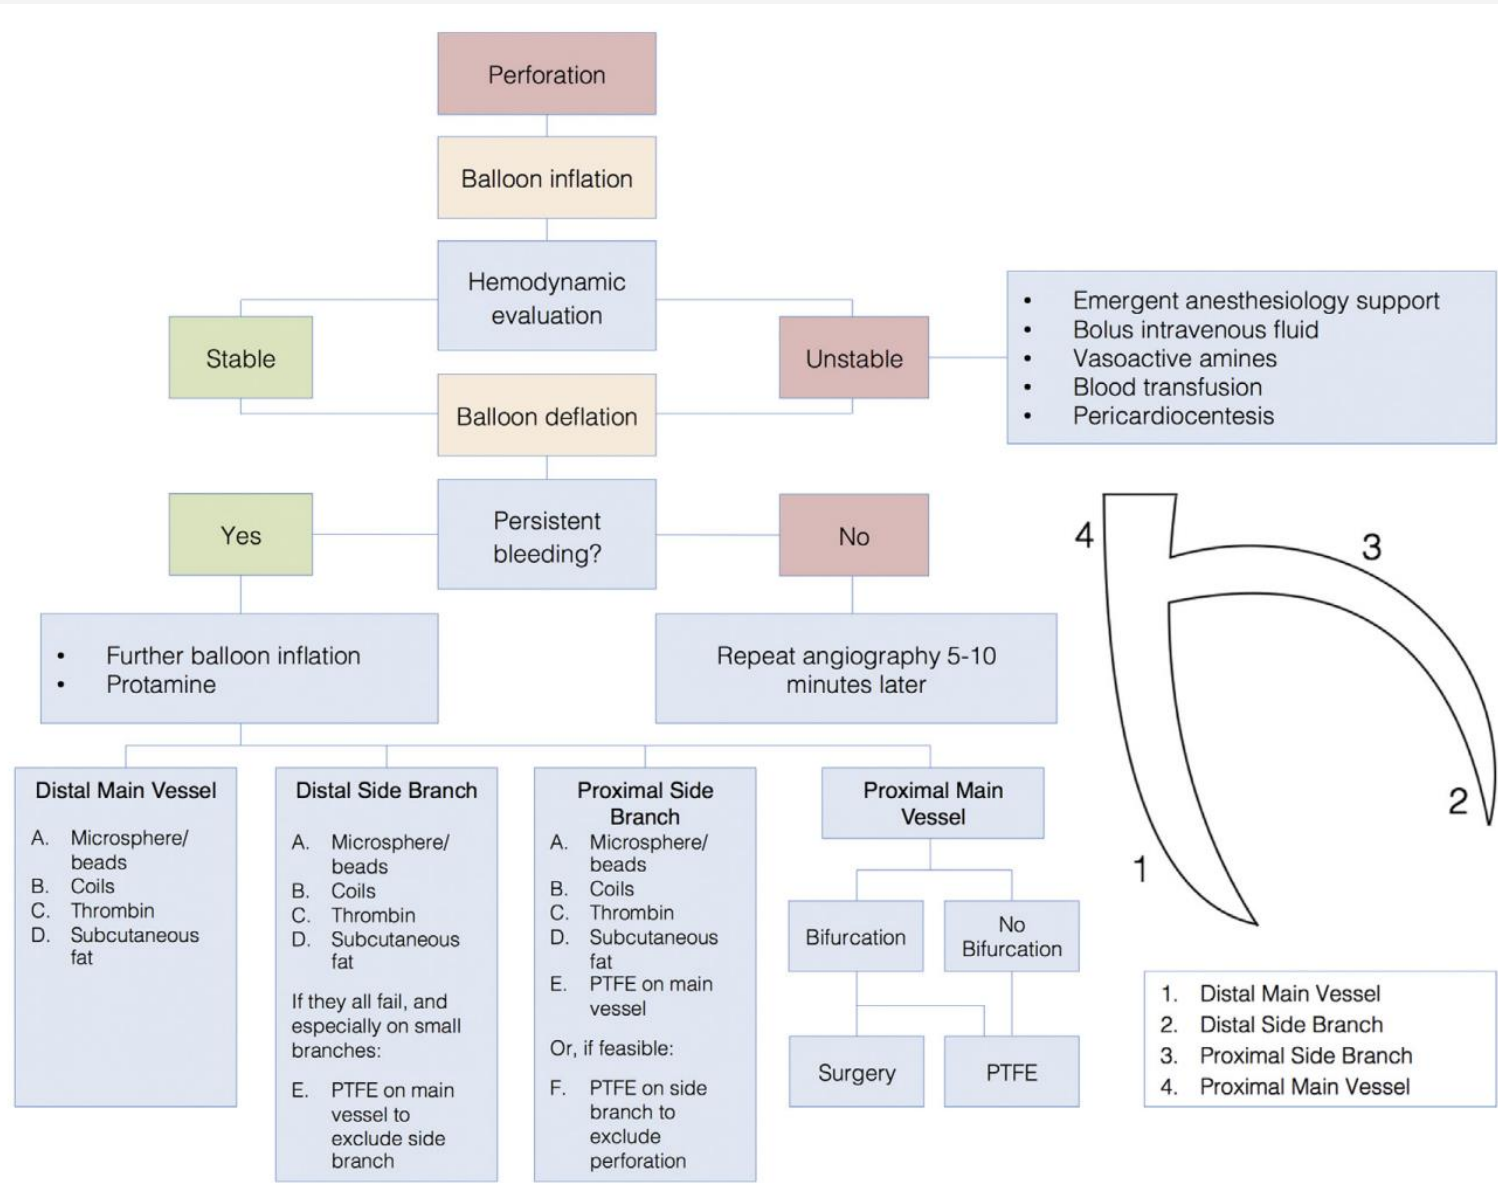 Perforation
Balloon inflation
Hemodynamic
evaluation
Stable
Unstable
• Emergent anesthesiology support
• Bolus intravenous fluid
• Vasoactive amines
• Blood transfusion
• Pericardiocentesis
Balloon deflation
Yes
Persistent
bleeding?
No
• Further balloon inflation
• Protamine
Repeat angiography 5-10
minutes later
Distal Main Vessel
A. Microsphere/
beads
B. Coils
C. Thrombin
D. Subcutaneous
fat
Distal Side Branch
A. Microsphere/
beads
B. Coils
C. Thrombin
D. Subcutaneous
fat
If they all fail, and
especially on small
branches:
E. PTFE on main
vessel to
exclude side
branch
Proximal Side
Branch
A. Microsphere/
beads
B. Coils
C. Thrombin
D. Subcutaneous
fat
E. PTFE on main
vessel
Or, if feasible:
F. PTFE on side
branch to
exclude
perforation
Proximal Main
Vessel
Bifurcation
No
Bifurcation
Surgery
PTFE
4
3
2
1
1. Distal Main Vessel
2. Distal Side Branch
3. Proximal Side Branch
4. Proximal Main Vessel